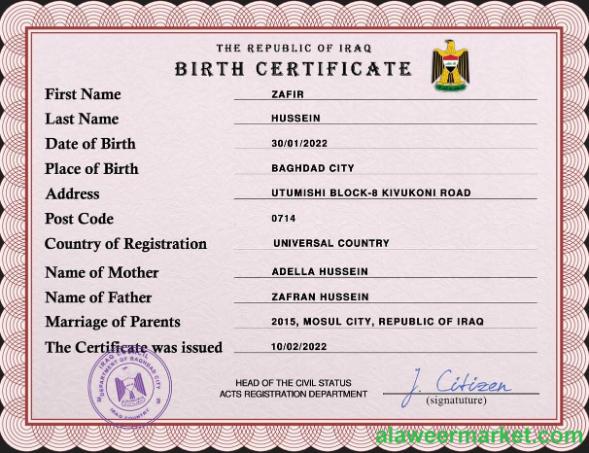 THE REPUBLIC OF IRAQ
BIRTH CERTIFICATE
First Name ZAFIR
Last Name HUSSEIN
Date of Birth 30/01/2022
Place of Birth BAGHDAD CITY
Address UTUMISHI BLOCK-8 KIVUKONI ROAD
Post Code 0714
Country of Registration UNIVERSAL COUNTRY
Name of Mother ADELLA HUSSEIN
Name of Father ZAFRAN HUSSEIN
Marriage of Parents 2015, MOSUL CITY, REPUBLIC OF IRAQ
The Certificate was issued 10/02/2022
IRAQ COUNCIL
DEPARTMENT OF BAGHDAD CITY
IRAQ COUNTRY
HEAD OF THE CIVIL STATUS
ACTS REGISTRATION DEPARTMENT
J. Citizen
(signatuture)
alaweermarket.com